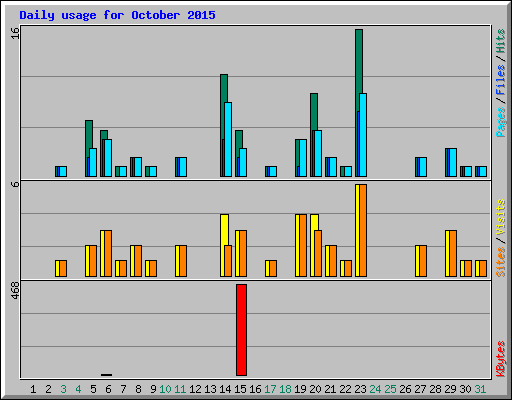 Daily usage for October 2015
16
Pages / Files / Hits
6
Sites / Visits
468
KBytes
1 2 3 4 5 6 7 8 9 10 11 12 13 14 15 16 17 18 19 20 21 22 23 24 25 26 27 28 29 30 31